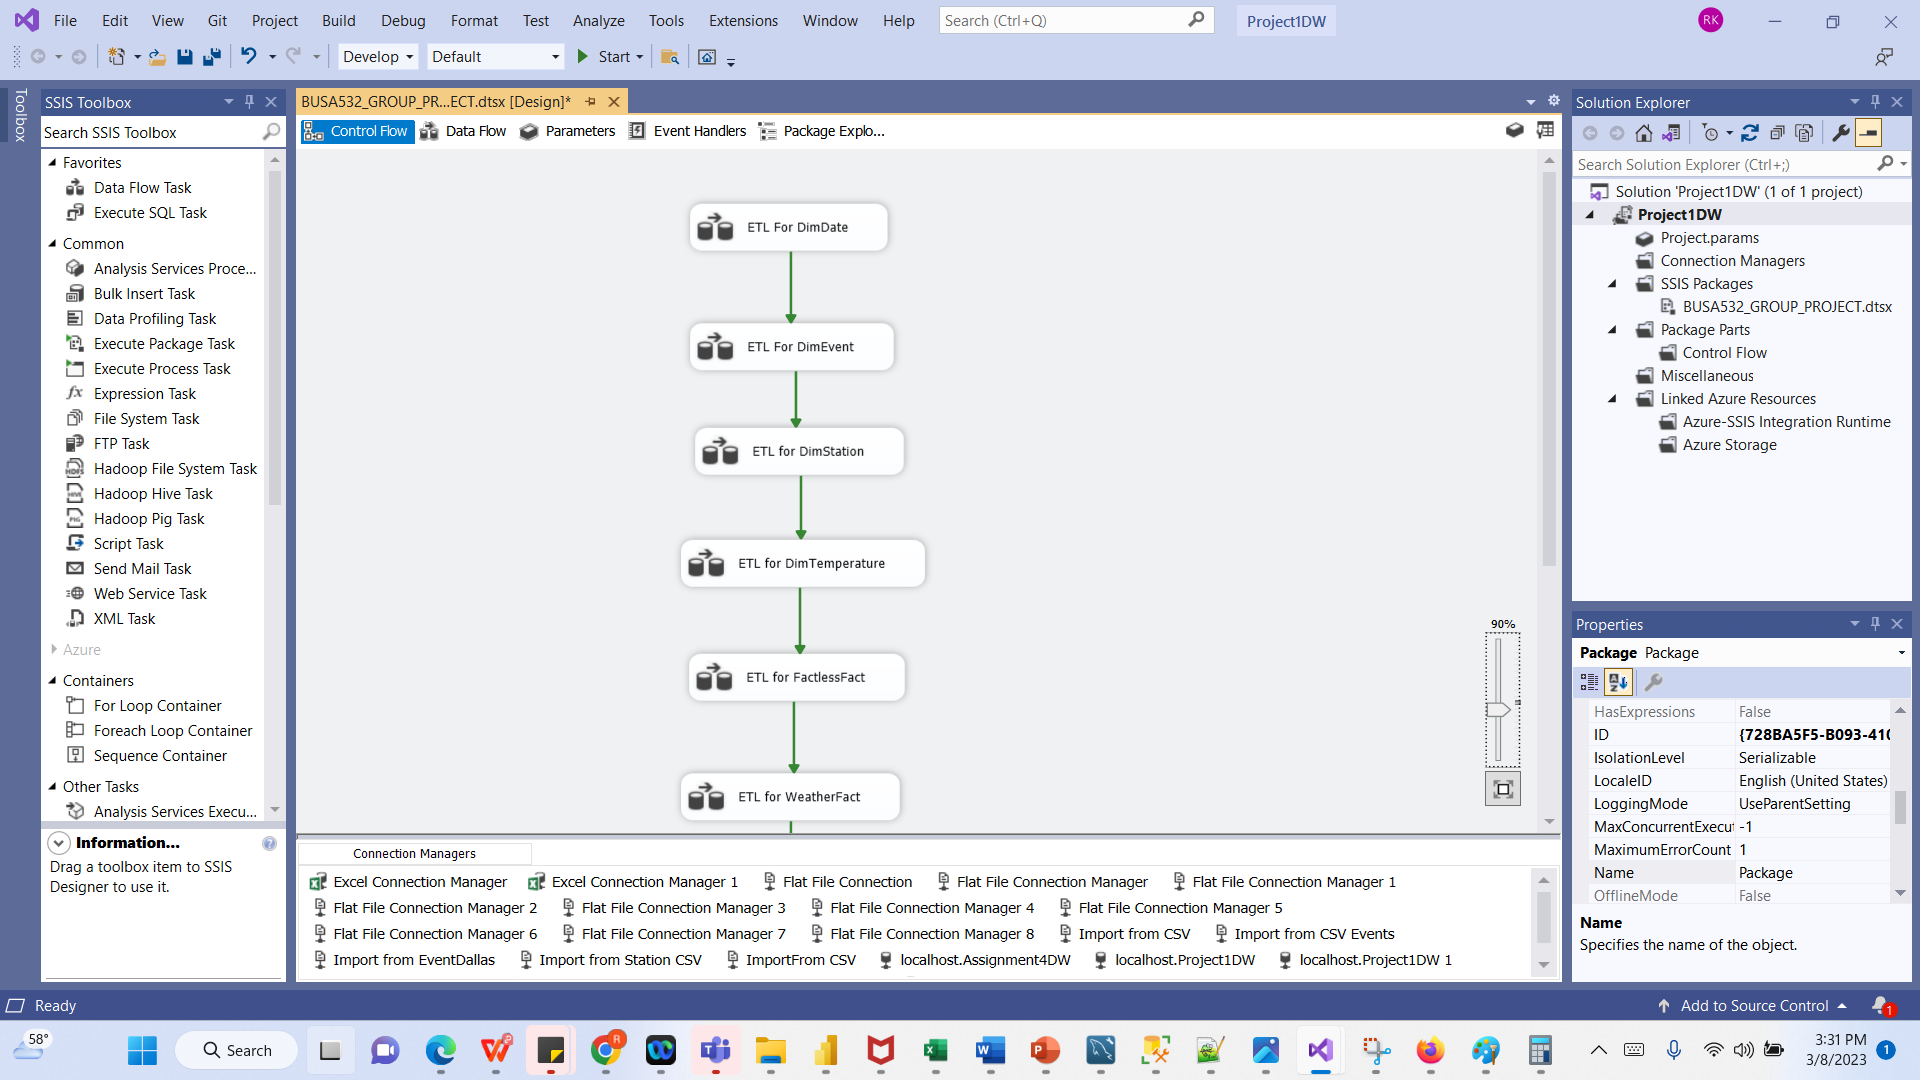 File Edit View Git Project Build Debug Format Test Analyze Tools Extensions Window Help Search (Ctrl+Q) Project1DW RK
Develop Default Start
Toolbox
SSIS Toolbox
Search SSIS Toolbox
Favorites
Data Flow Task
Execute SQL Task
Common
Analysis Services Proce...
Bulk Insert Task
Data Profiling Task
Execute Package Task
Execute Process Task
Expression Task
File System Task
FTP Task
Hadoop File System Task
Hadoop Hive Task
Hadoop Pig Task
Script Task
Send Mail Task
Web Service Task
XML Task
Azure
Containers
For Loop Container
Foreach Loop Container
Sequence Container
Other Tasks
Analysis Services Execu...
Information...
Drag a toolbox item to SSIS
Designer to use it.
BUSA532_GROUP_PR...ECT.dtsx [Design]*
Control Flow Data Flow Parameters Event Handlers Package Explo...
ETL For DimDate
ETL For DimEvent
ETL for DimStation
ETL for DimTemperature
ETL for FactlessFact
ETL for WeatherFact
90%
Connection Managers
Excel Connection Manager Excel Connection Manager 1 Flat File Connection Flat File Connection Manager Flat File Connection Manager 1
Flat File Connection Manager 2 Flat File Connection Manager 3 Flat File Connection Manager 4 Flat File Connection Manager 5
Flat File Connection Manager 6 Flat File Connection Manager 7 Flat File Connection Manager 8 Import from CSV Import from CSV Events
Import from EventDallas Import from Station CSV ImportFrom CSV localhost.Assignment4DW localhost.Project1DW localhost.Project1DW 1
Solution Explorer
Search Solution Explorer (Ctrl+;)
Solution 'Project1DW' (1 of 1 project)
Project1DW
Project.params
Connection Managers
SSIS Packages
BUSA532_GROUP_PROJECT.dtsx
Package Parts
Control Flow
Miscellaneous
Linked Azure Resources
Azure-SSIS Integration Runtime
Azure Storage
Properties
Package Package
HasExpressions False
ID {728BA5F5-B093-410
IsolationLevel Serializable
LocaleID English (United States)
LoggingMode UseParentSetting
MaxConcurrentExecut -1
MaximumErrorCount 1
Name Package
OfflineMode False
Name
Specifies the name of the object.
Ready
Add to Source Control 1
58°
Search
3:31 PM
3/8/2023
1